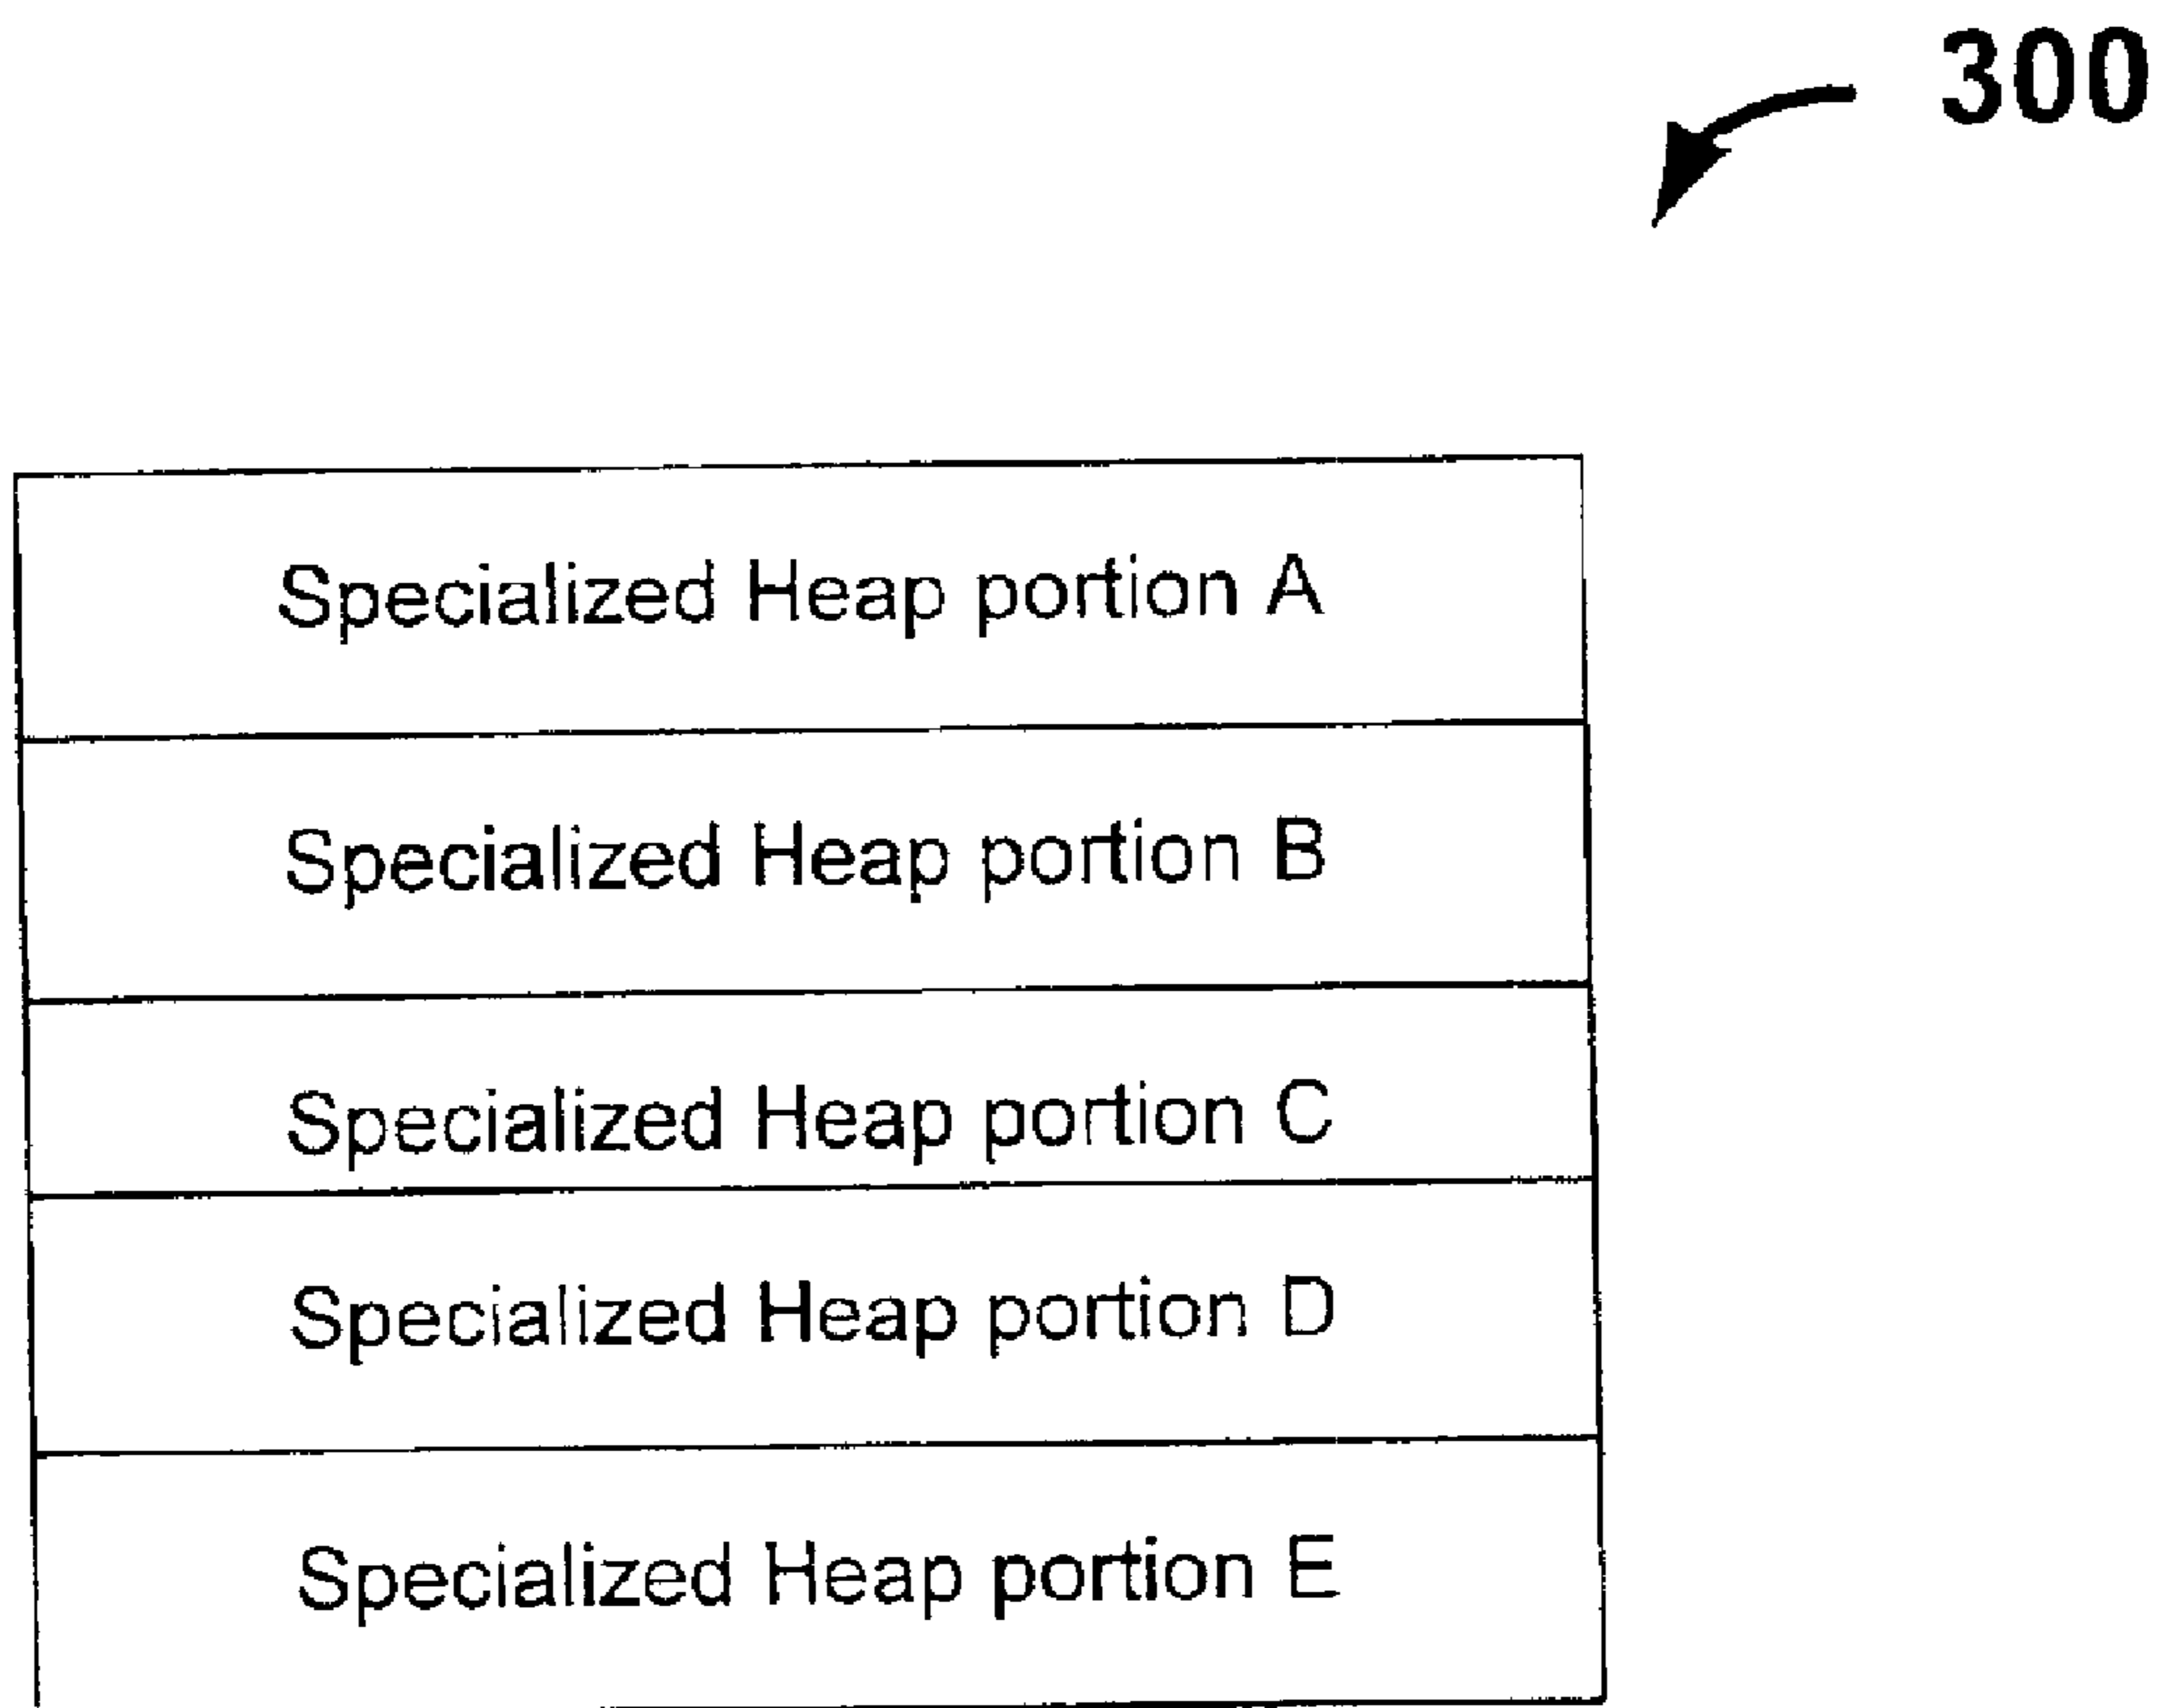 300
Specialized Heap portion A
Specialized Heap portion B
Specialized Heap portion C
Specialized Heap portion D
Specialized Heap portion E